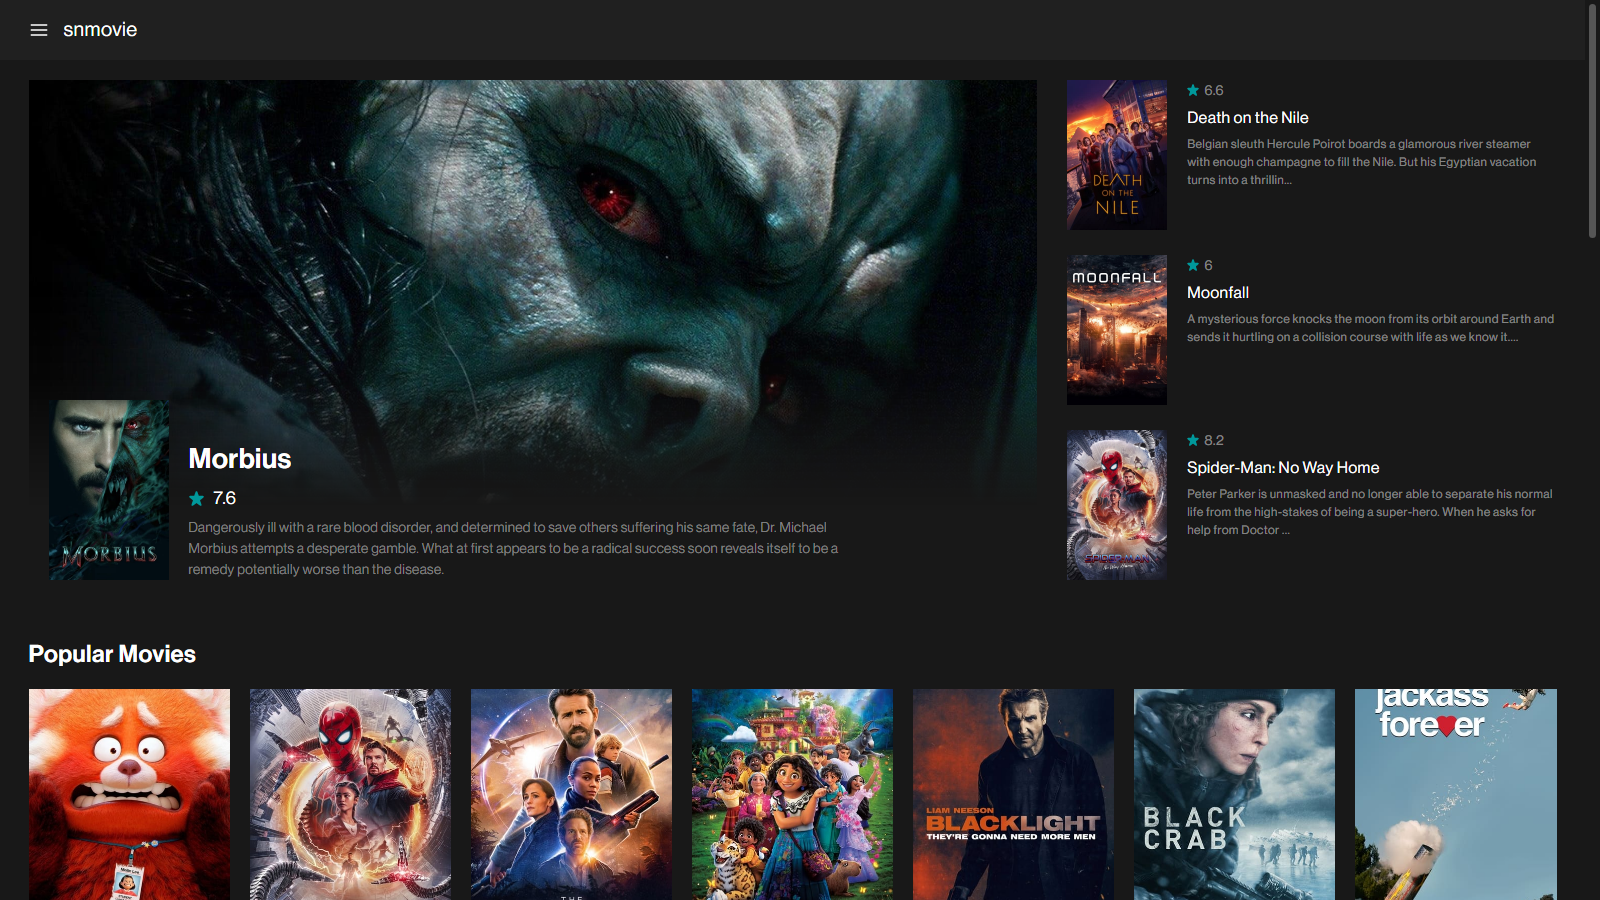 snmovie
MORBIUS
Morbius
7.6
Dangerously ill with a rare blood disorder, and determined to save others suffering his same fate, Dr. Michael
Morbius attempts a desperate gamble. What at first appears to be a radical success soon reveals itself to be a
remedy potentially worse than the disease.
DEATH
ON THE
NILE
6.6
Death on the Nile
Belgian sleuth Hercule Poirot boards a glamorous river steamer
with enough champagne to fill the Nile. But his Egyptian vacation
turns into a thrillin...
MOONFALL
6
Moonfall
A mysterious force knocks the moon from its orbit around Earth and
sends it hurtling on a collision course with life as we know it....
SPIDER-MAN
No Way Home
8.2
Spider-Man: No Way Home
Peter Parker is unmasked and no longer able to separate his normal
life from the high-stakes of being a super-hero. When he asks for
help from Doctor ...
Popular Movies
THE
LIAM NEESON
BLACKLIGHT
THEY'RE GONNA NEED MORE MEN
BLACK
CRAB
jackass
forever